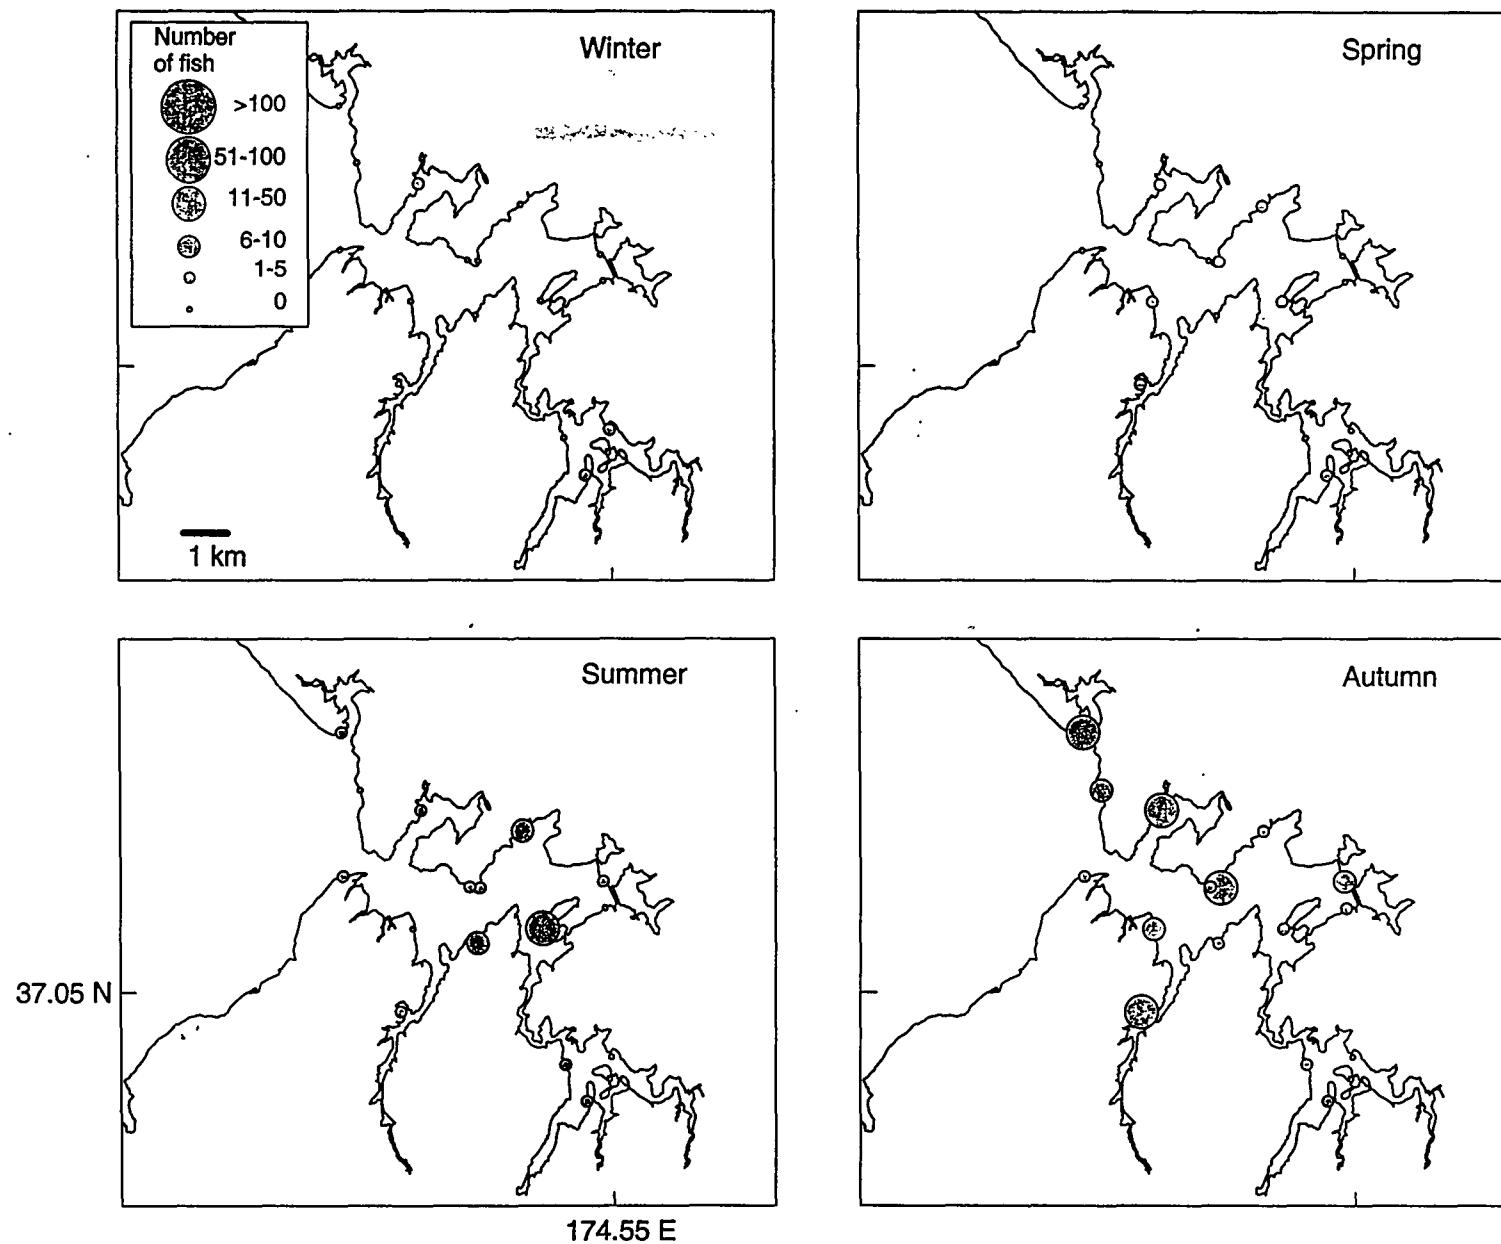 Number
of fish
>100
51-100
11-50
6-10
1-5
0
Winter
1 km
Spring
Summer
37.05 N
174.55 E
Autumn